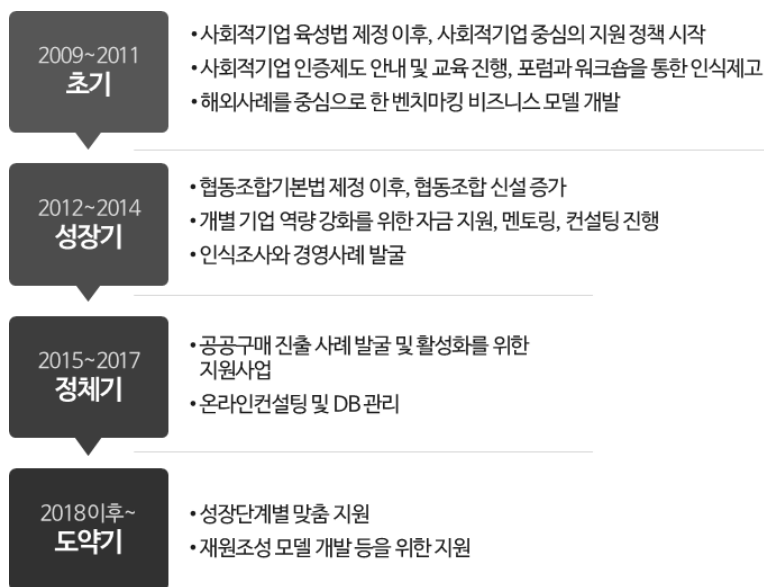 2009~2011
초기
• 사회적기업 육성법 제정 이후, 사회적기업 중심의 지원 정책 시작
• 사회적기업 인증제도 안내 및 교육 진행, 포럼과 워크숍을 통한 인식제고
• 해외사례를 중심으로 한 벤치마킹 비즈니스 모델 개발
2012~2014
성장기
• 협동조합기본법 제정 이후, 협동조합 신설 증가
• 개별 기업 역량 강화를 위한 자금 지원, 멘토링, 컨설팅 진행
• 인식조사와 경영사례 발굴
2015~2017
정체기
• 공공구매 진출 사례 발굴 및 활성화를 위한
지원사업
• 온라인컨설팅 및 DB 관리
2018이후~
도약기
• 성장단계별 맞춤 지원
• 재원조성 모델 개발 등을 위한 지원